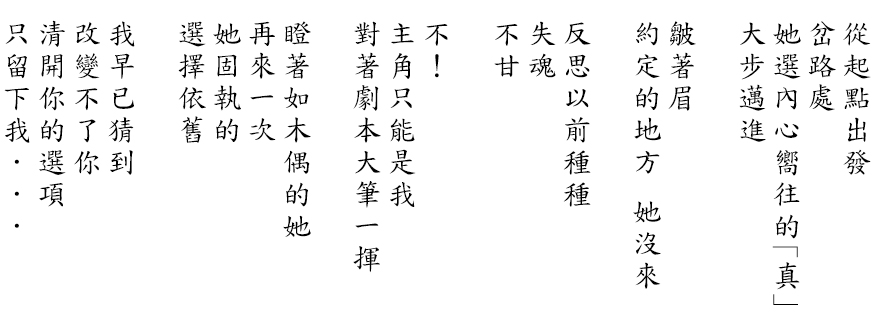 從起點出發
岔路處
她選內心嚮往的「真」
大步邁進
皺著眉
約定的地方 她沒來
反思以前種種
失魂
不甘
不！
主角只能是我
對著劇本大筆一揮
瞪著如木偶的她
再來一次
她固執的
選擇依舊
我早已猜到
改變不了你
清開你的選項
只留下我・・・